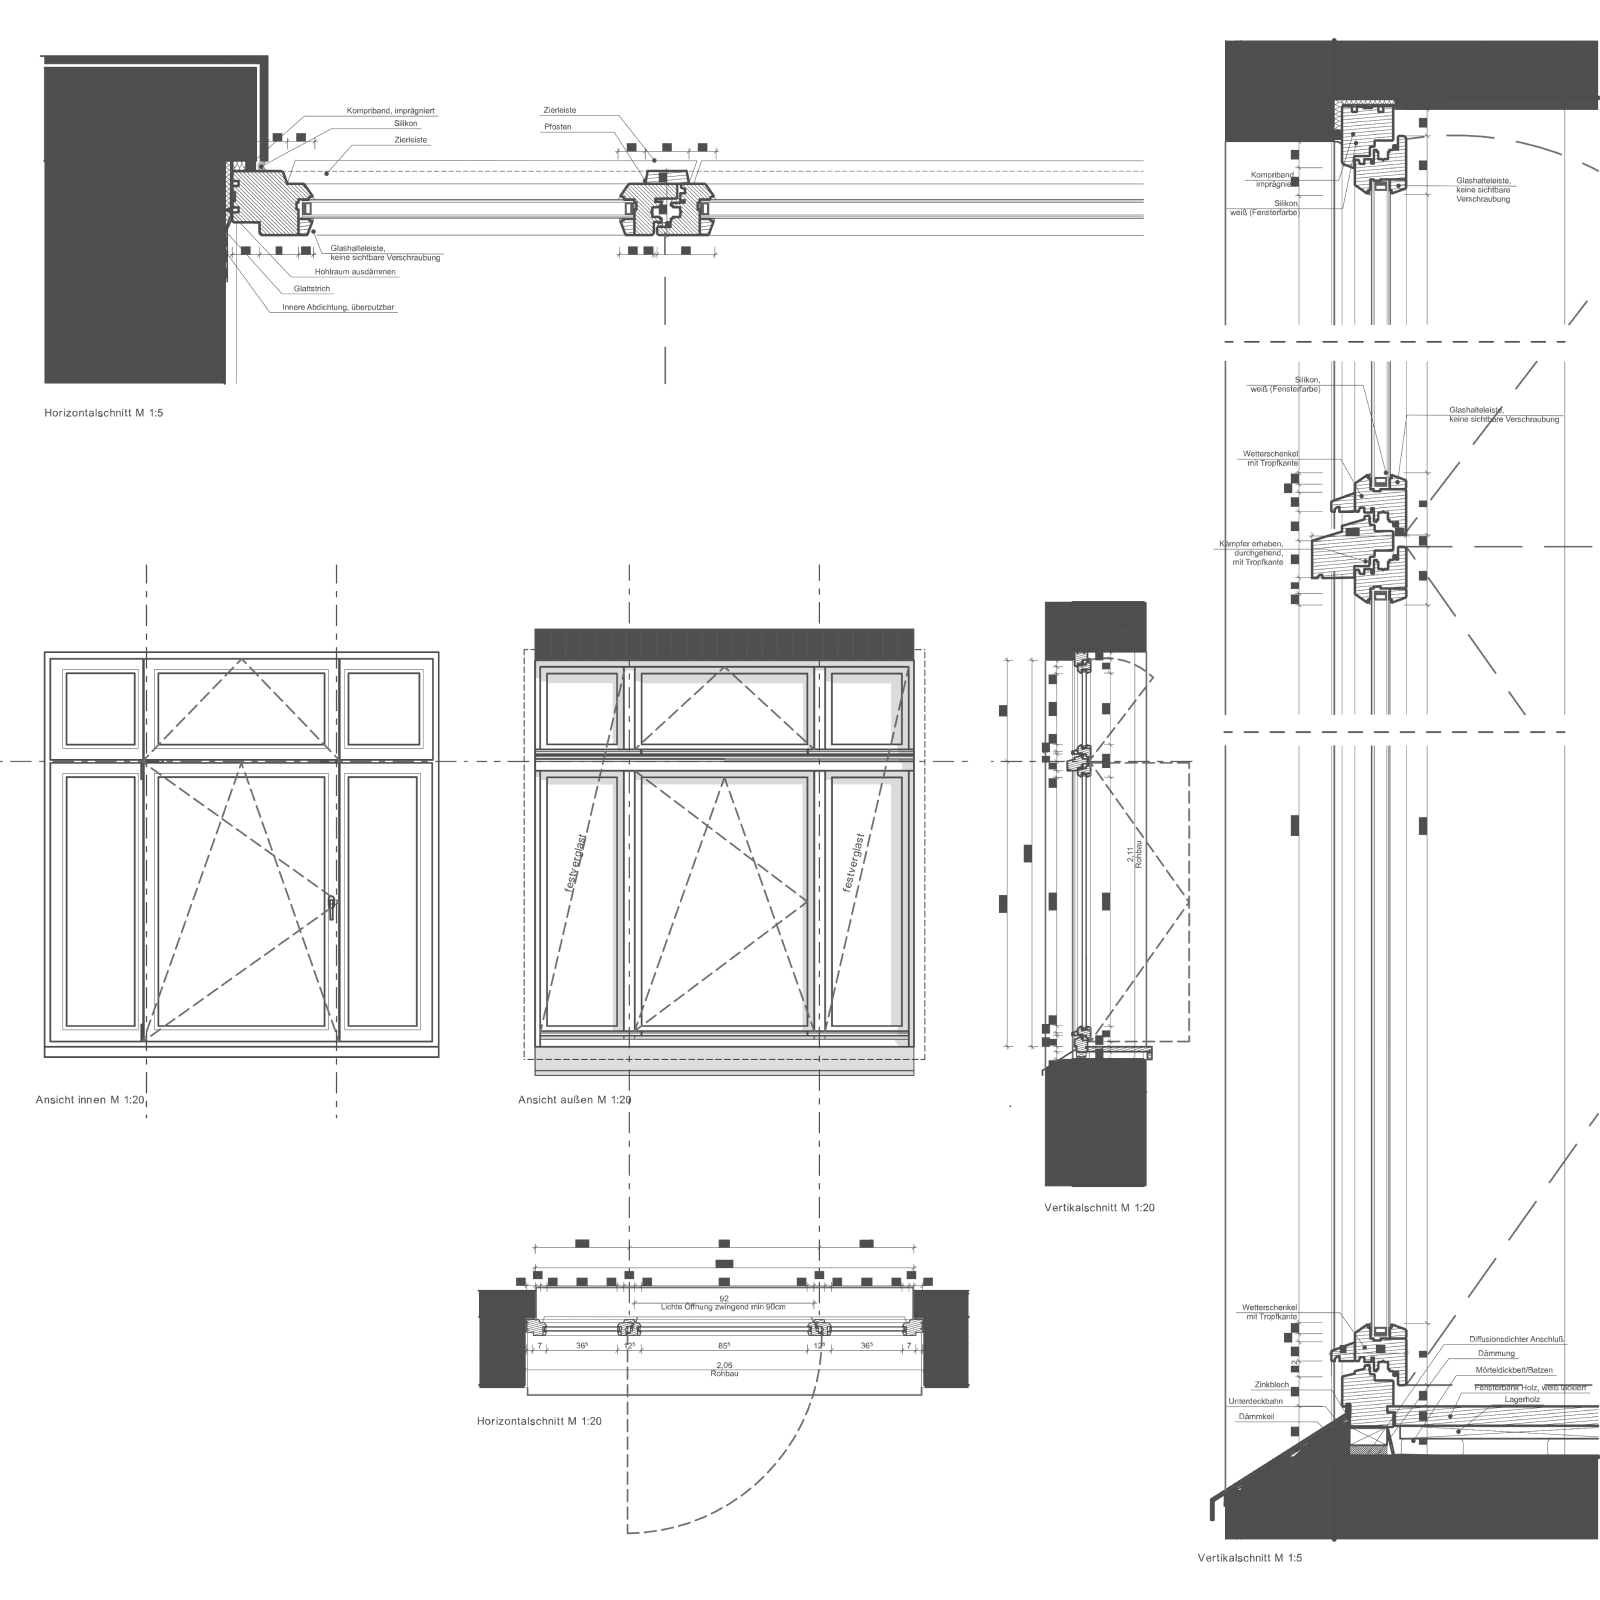 Kompriband, imprägniert
Silikon
Zierleiste
Zierleiste
Pfosten
Glashalteleiste,
keine sichtbare Verschraubung
Hohlraum ausdämmen
Glattstrich
Innere Abdichtung, überputzbar
Horizontalschnitt M 1:5
Kompriband
imprägniert
Silikon
weiß (Fensterfarbe)
Glashalteleiste,
keine sichtbare
Verschraubung
Silikon,
weiß (Fensterfarbe)
Glashalteleiste,
keine sichtbare Verschraubung
Wetterschenkel
mit Tropfkante
Kämpfer erhaben,
durchgehend,
mit Tropfkante
festverglast
festverglast
2,11
Rohbau
Ansicht innen M 1:20
Ansicht außen M 1:20
Vertikalschnitt M 1:20
92
Lichte Öffnung zwingend min 90cm
7 36⁵ 12⁵ 85⁵ 12⁵ 36⁵ 7
2,06
Rohbau
Horizontalschnitt M 1:20
Wetterschenkel
mit Tropfkante
Diffusionsdichter Anschluß
Dämmung
Mörteldickbett/Batzen
Fensterbank Holz, weiß lackiert
Lagerholz
Zinkblech
Unterdeckbahn
Dämmkeil
Vertikalschnitt M 1:5